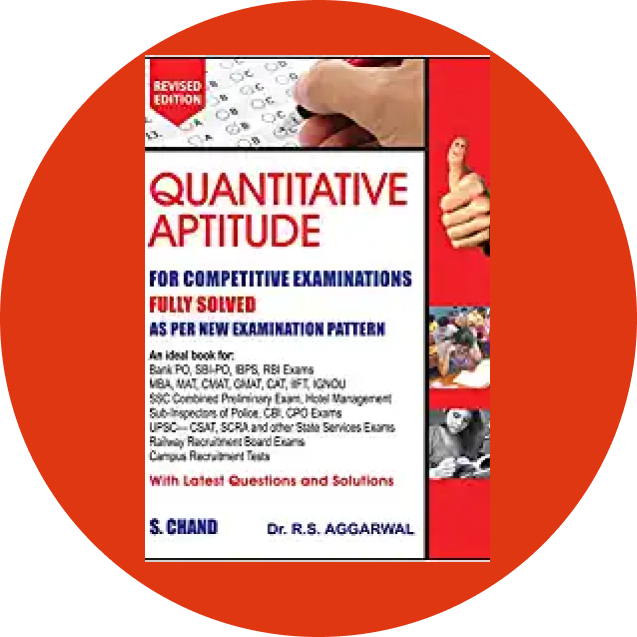 REVISED
EDITION
QUANTITATIVE
APTITUDE
FOR COMPETITIVE EXAMINATIONS
FULLY SOLVED
AS PER NEW EXAMINATION PATTERN
An ideal book for:
Bank PO, SBI-PO, IBPS, RBI Exams
MBA, MAT, CMAT, GMAT, CAT, IIFT, IGNOU
SSC Combined Preliminary Exam, Hotel Management
Sub-Inspectors of Police, CBI, CPO Exams
UPSC— CSAT, SCRA and other State Services Exams
Railway Recruitment Board Exams
Campus Recruitment Tests
With Latest Questions and Solutions
S. CHAND Dr. R.S. AGGARWAL